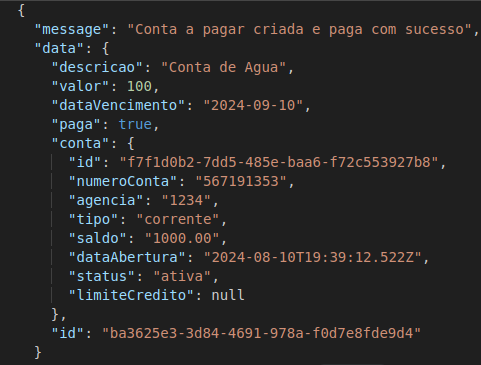 {
"message": "Conta a pagar criada e paga com sucesso",
"data": {
"descricao": "Conta de Agua",
"valor": 100,
"dataVencimento": "2024-09-10",
"paga": true,
"conta": {
"id": "f7f1d0b2-7dd5-485e-baa6-f72c553927b8",
"numeroConta": "567191353",
"agencia": "1234",
"tipo": "corrente",
"saldo": "1000.00",
"dataAbertura": "2024-08-10T19:39:12.522Z",
"status": "ativa",
"limiteCredito": null
},
"id": "ba3625e3-3d84-4691-978a-f0d7e8fde9d4"
}